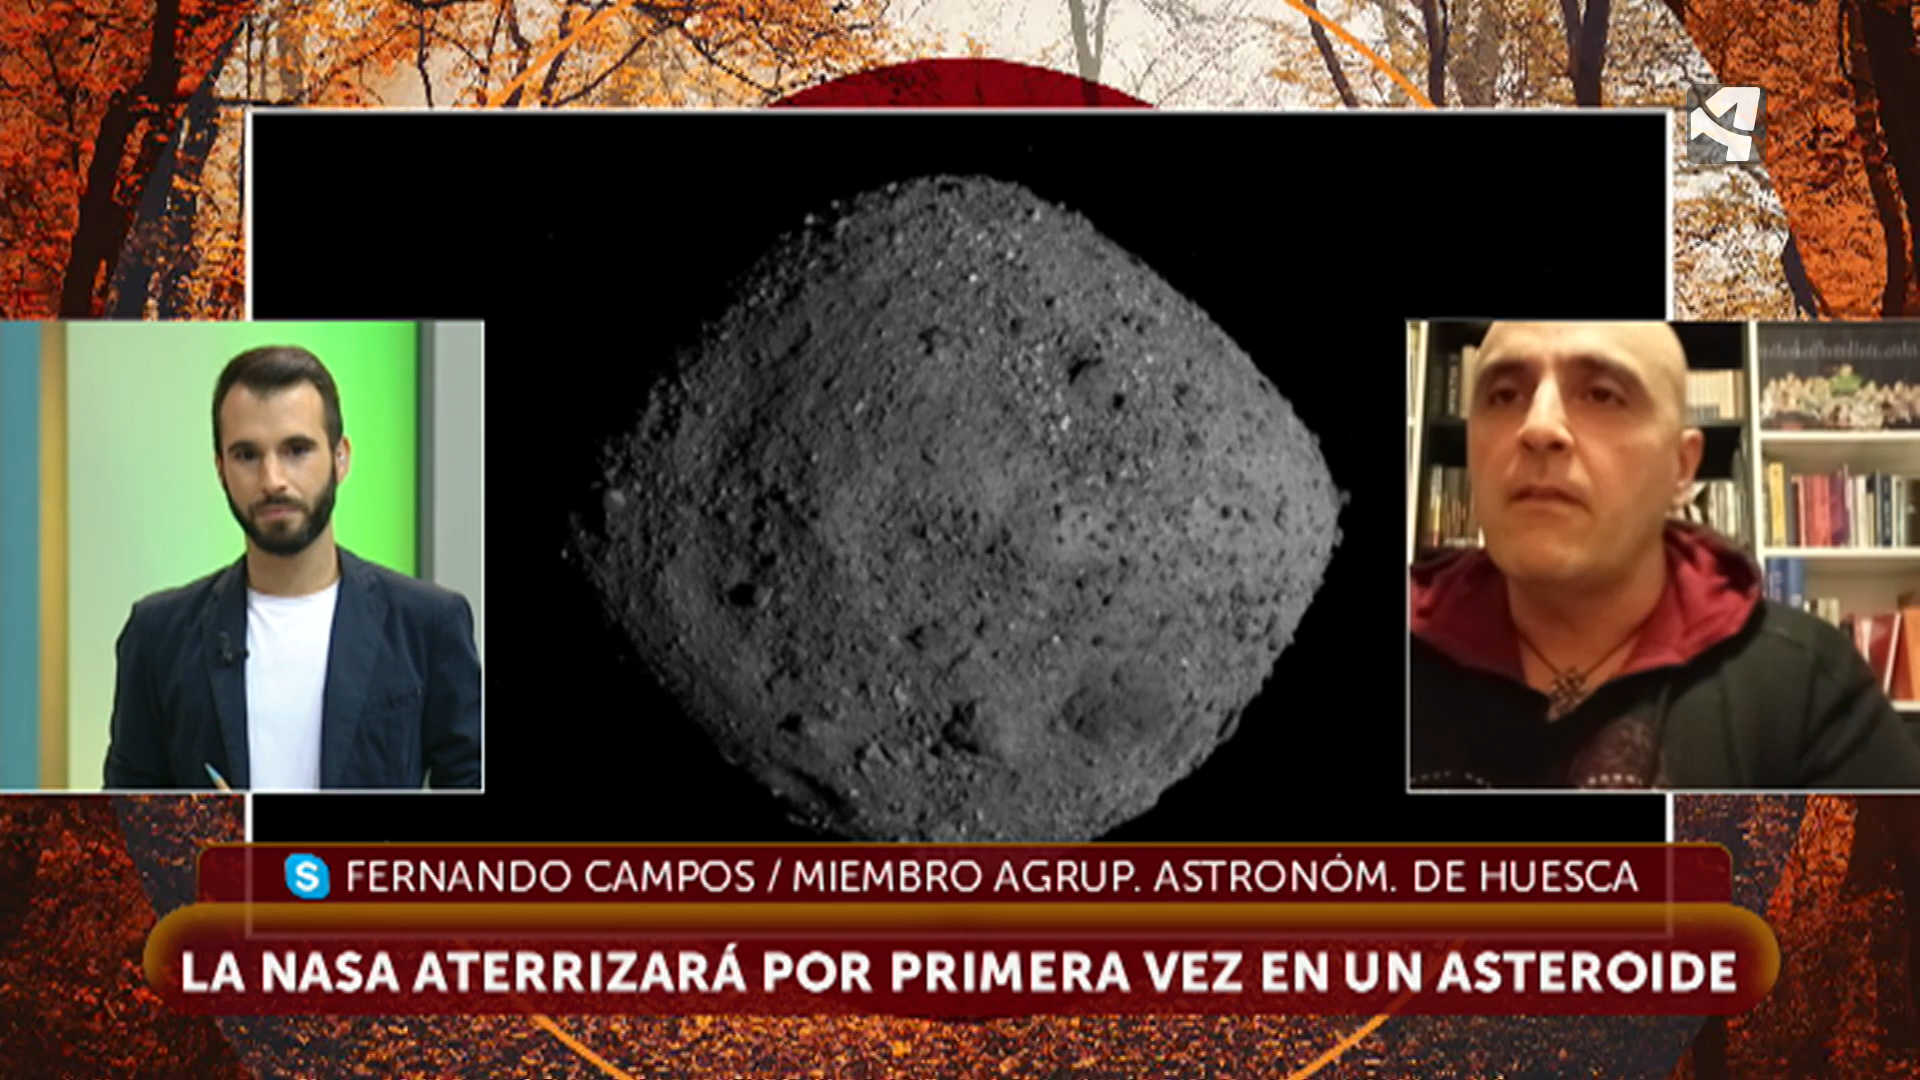 FERNANDO CAMPOS / MIEMBRO AGRUP. ASTRONÓM. DE HUESCA
LA NASA ATERRIZARÁ POR PRIMERA VEZ EN UN ASTEROIDE